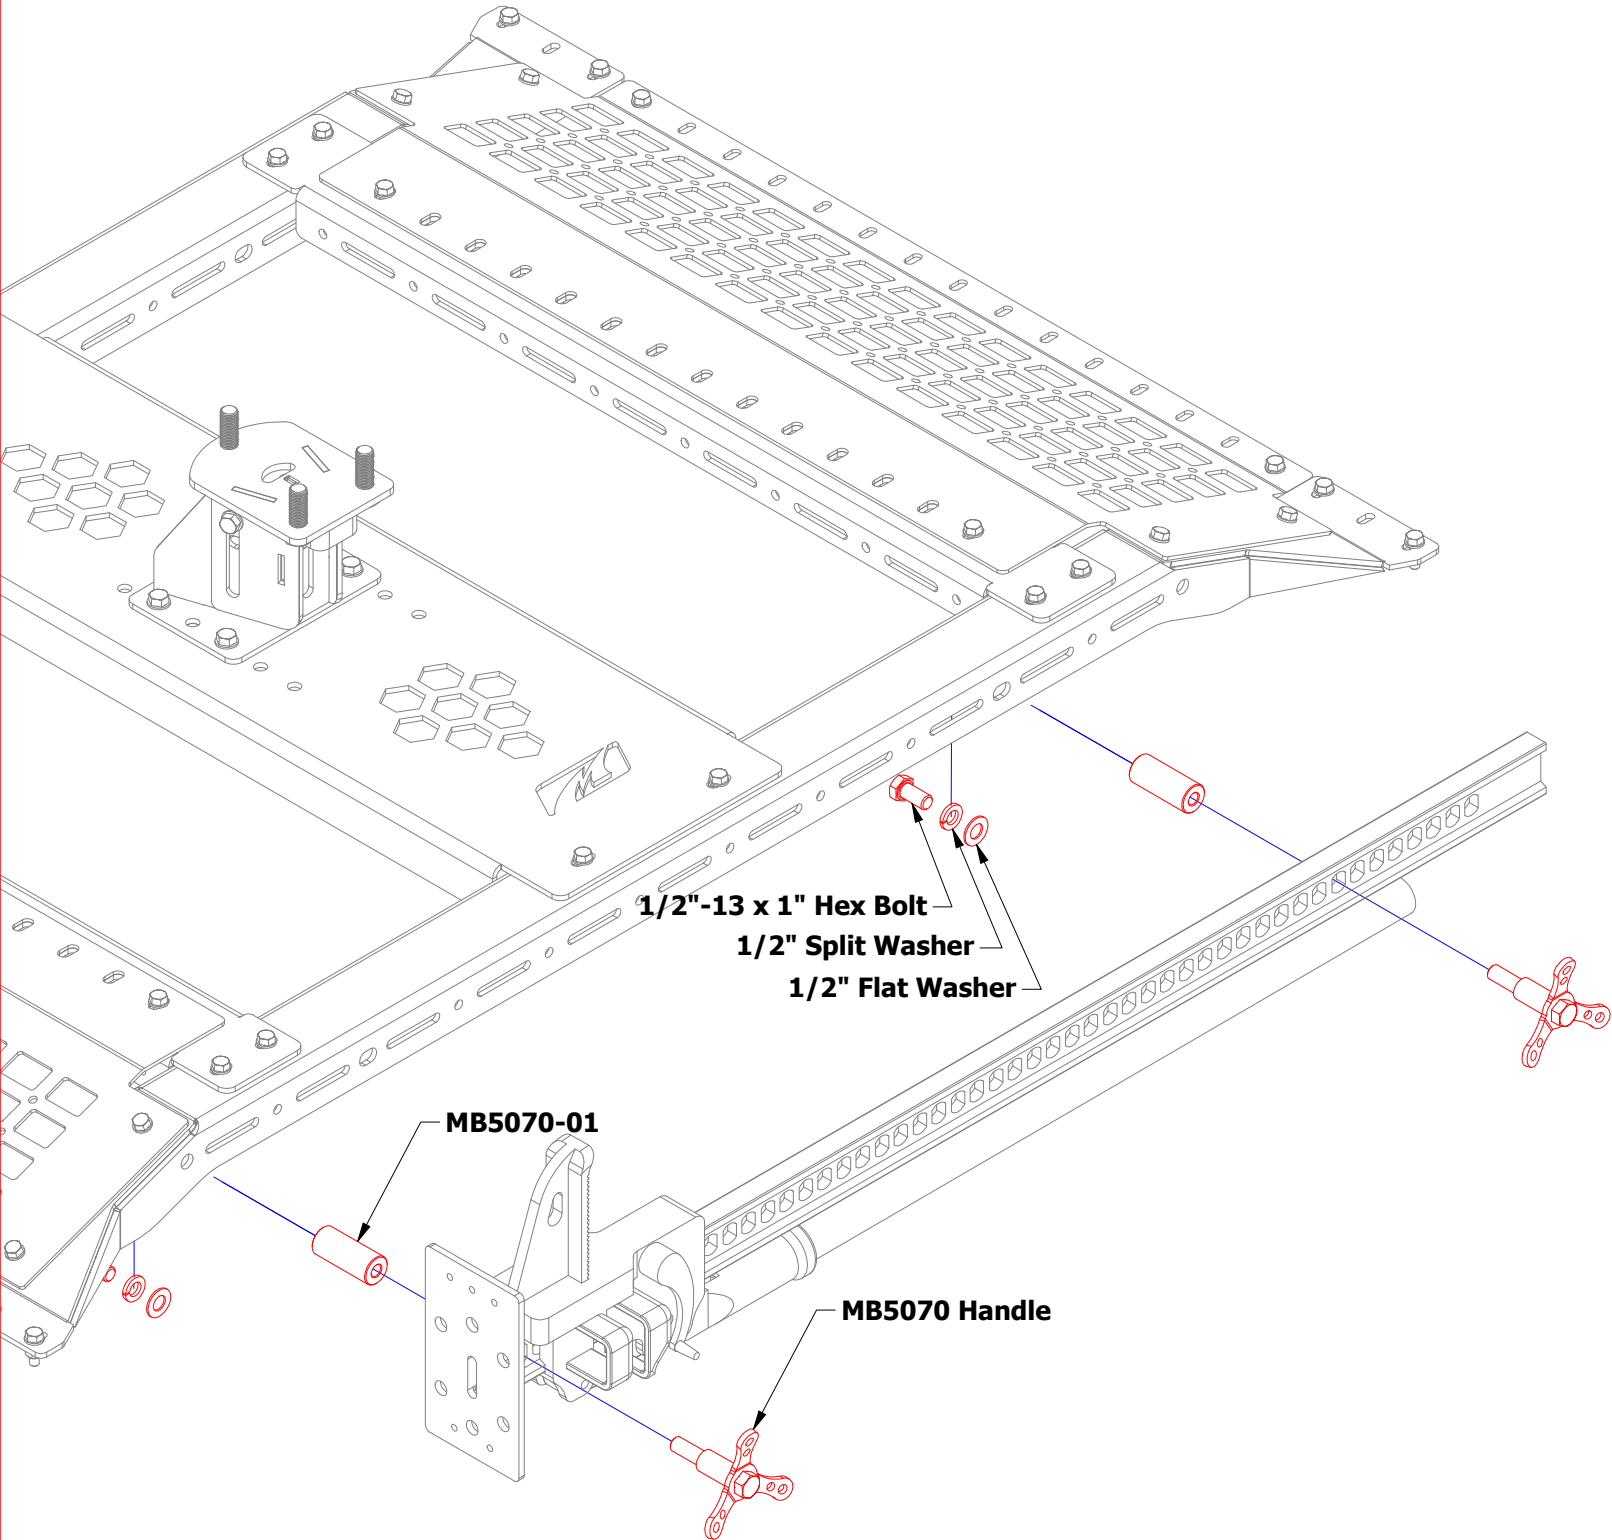 1/2"-13 x 1" Hex Bolt
1/2" Split Washer
1/2" Flat Washer
MB5070-01
MB5070 Handle